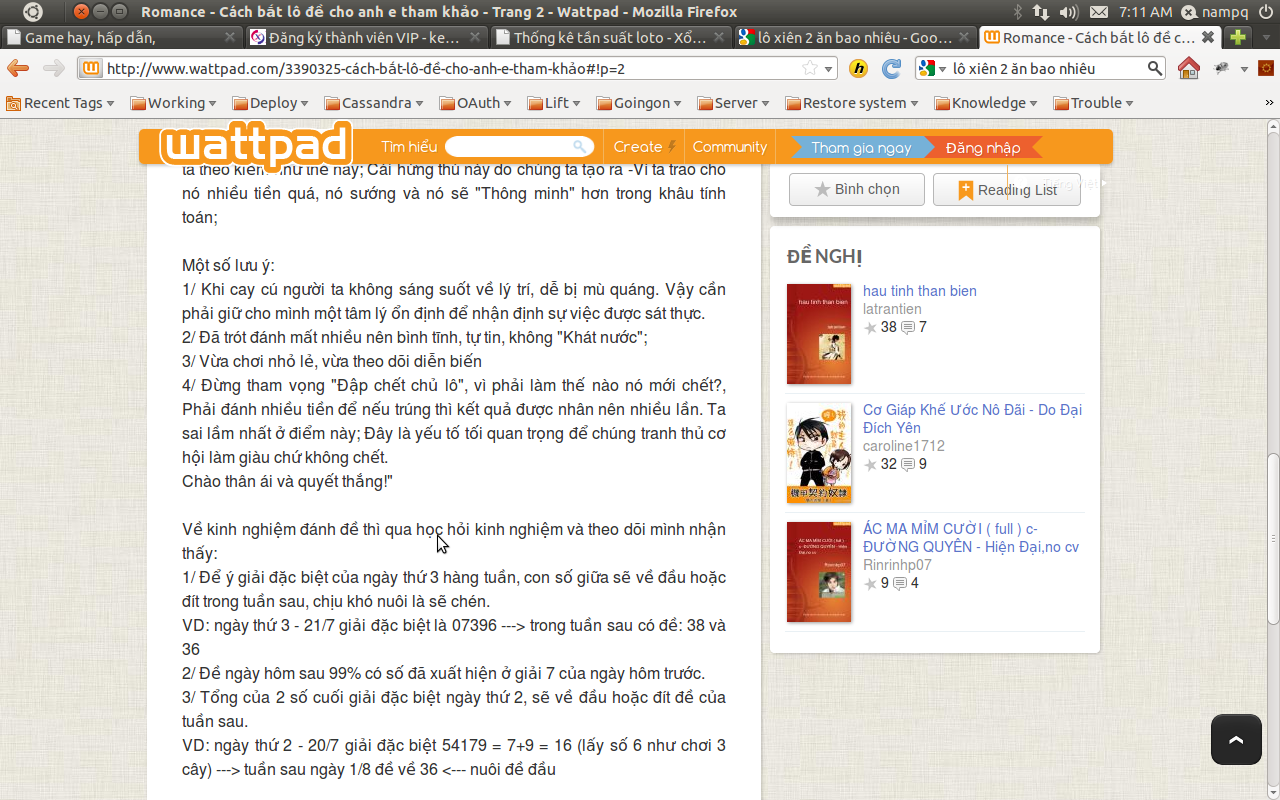 Romance - Cách bắt lô đề cho anh e tham khảo - Trang 2 - Wattpad - Mozilla Firefox
7:11 AM
nampq
Game hay, hấp dẫn,
Đăng ký thành viên VIP - ke...
Thống kê tần suất loto - Xổ...
lô xiên 2 ăn bao nhiêu - Goo...
Romance - Cách bắt lô đề c...
http://www.wattpad.com/3390325-cách-bắt-lô-đề-cho-anh-e-tham-khảo#!p=2
lô xiên 2 ăn bao nhiêu
Recent Tags
Working
Deploy
Cassandra
OAuth
Lift
Goingon
Server
Restore system
Knowledge
Trouble
»
wattpad
Tìm hiểu
Create
Community
Tham gia ngay
Đăng nhập
ta theo kiểm như thế này; Cái hứng thú này do chúng ta tạo ra -Vì ta trao cho
nó nhiều tiền quá, nó sướng và nó sẽ "Thông minh" hơn trong khâu tính
toán;
Một số lưu ý:
1/ Khi cay cú người ta không sáng suốt về lý trí, dễ bị mù quáng. Vậy cần
phải giữ cho mình một tâm lý ổn định để nhận định sự việc được sát thực.
2/ Đã trót đánh mất nhiều nên bình tĩnh, tự tin, không "Khát nước";
3/ Vừa chơi nhỏ lẻ, vừa theo dõi diễn biến
4/ Đừng tham vọng "Đập chết chủ lô", vì phải làm thế nào nó mới chết?,
Phải đánh nhiều tiền để nếu trúng thì kết quả được nhân nên nhiều lần. Ta
sai lầm nhất ở điểm này; Đây là yếu tố tối quan trọng để chúng tranh thủ cơ
hội làm giàu chứ không chết.
Chào thân ái và quyết thắng!"
Về kinh nghiệm đánh đề thì qua học hỏi kinh nghiệm và theo dõi mình nhận
thấy:
1/ Để ý giải đặc biệt của ngày thứ 3 hàng tuần, con số giữa sẽ về đầu hoặc
đít trong tuần sau, chịu khó nuôi là sẽ chén.
VD: ngày thứ 3 - 21/7 giải đặc biệt là 07396 ---> trong tuần sau có đề: 38 và
36
2/ Đề ngày hôm sau 99% có số đã xuất hiện ở giải 7 của ngày hôm trước.
3/ Tổng của 2 số cuối giải đặc biệt ngày thứ 2, sẽ về đầu hoặc đít đề của
tuần sau.
VD: ngày thứ 2 - 20/7 giải đặc biệt 54179 = 7+9 = 16 (lấy số 6 như chơi 3
cây) ---> tuần sau ngày 1/8 đề về 36 <--- nuôi đề đầu
Bình chọn
Reading List
ĐỀ NGHỊ
hau tinh than bien
hau tinh than bien
latrantien
38 7
Cơ Giáp Khế Ước Nô Đãi - Do Đại
Đích Yên
caroline1712
32 9
機甲契約奴隸
ÁC MA MỈM CƯỜI ( full ) c-
ĐƯỜNG QUYÊN - Hiện Đại,no cv
Rinrinhp07
9 4